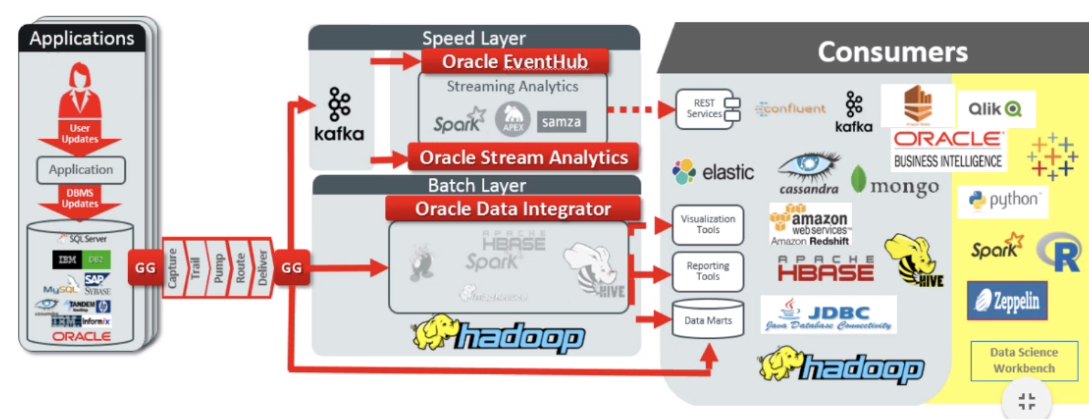 Applications
User
Updates
Application
DBMS
Updates
SQL Server
IBM DB2
MySQL SAP
SYBASE
TANDEM
IBM Informix
ORACLE
GG
Capture
Trail
Pump
Route
Deliver
GG
Speed Layer
Oracle EventHub
Streaming Analytics
kafka
Spark
APEX
samza
Oracle Stream Analytics
Batch Layer
Oracle Data Integrator
APACHE
HBASE
Spark
HIVE
hadoop
Consumers
REST
Services
confluent
kafka
Qlik
ORACLE
BUSINESS INTELLIGENCE
elastic
cassandra
mongo
python
Visualization
Tools
amazon
webservices
Amazon Redshift
Reporting
Tools
APACHE
HBASE
HIVE
Spark
R
Data Marts
JDBC
Java Database Connectivity
Zeppelin
hadoop
Data Science
Workbench